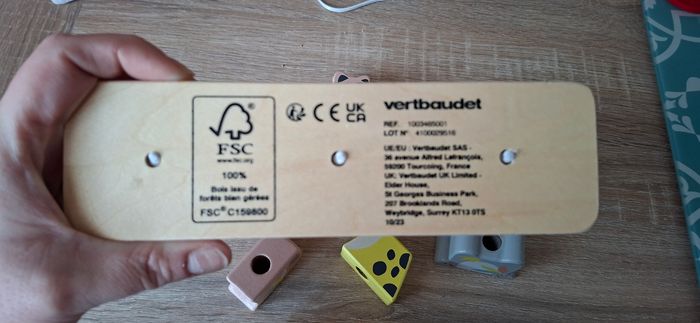 FSC
www.fsc.org
100%
Bois issu de
forêts bien gérées
FSC® C159800
CE UK
CA
vertbaudet
REF. 1003465001
LOT N° 4100029516
UE/EU : Vertbaudet SAS -
36 avenue Alfred Lefrançois,
59200 Tourcoing, France
UK: Vertbaudet UK Limited -
Elder House,
St Georges Business Park,
207 Brooklands Road,
Weybridge, Surrey KT13 0TS
10/23